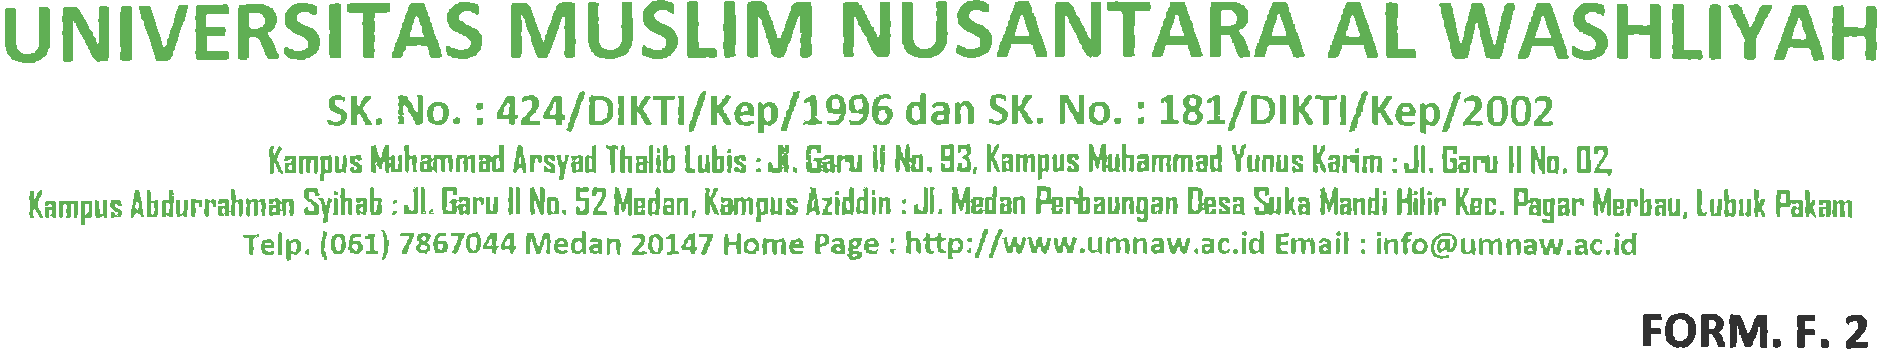 UNIVERSITAS MUSLIM NUSANTARA AL WASHLIYAH
SK. No. : 424/DIKTI/Kep/1996 dan SK. No. : 181/DIKTI/Kep/2002
Kampus Muhammad Arsyad Thalib Lubis : Jl. Garu II No. 93, Kampus Muhammad Yunus Karim : Jl. Garu II No. 02,
Kampus Abdurrahman Syihab : Jl. Garu II No. 52 Medan, Kampus Aziddin : Jl. Medan Perbaungan Desa Suka Mandi Hilir Kec. Pagar Merbau, Lubuk Pakam
Telp. (061) 7867044 Medan 20147 Home Page : http://www.umnaw.ac.id Email : info@umnaw.ac.id
FORM. F. 2